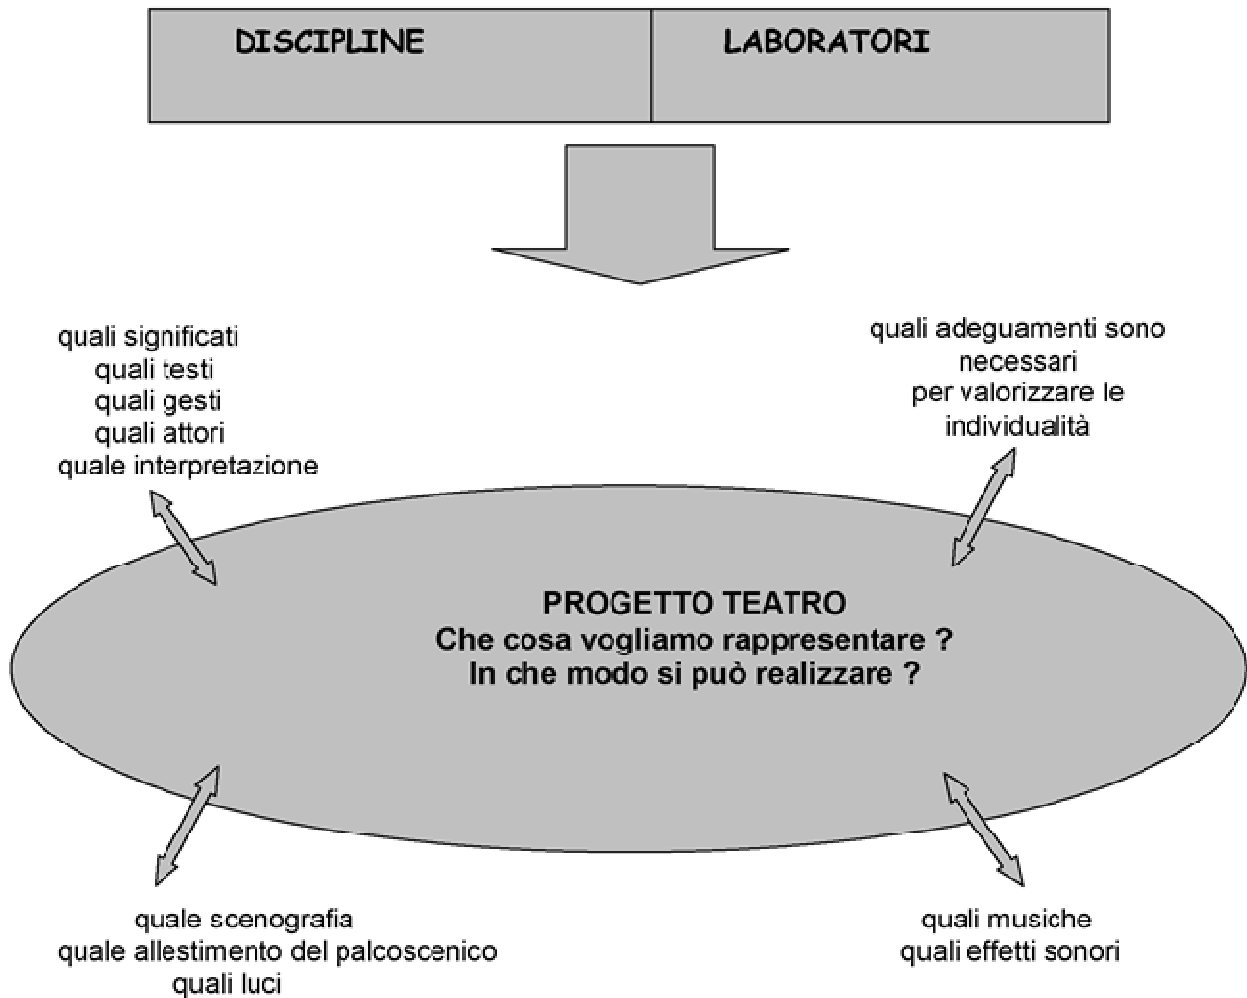 DISCIPLINE
LABORATORI
quali significati
quali testi
quali gesti
quali attori
quale interpretazione
quali adeguamenti sono
necessari
per valorizzare le
individualità
PROGETTO TEATRO
Che cosa vogliamo rappresentare ?
In che modo si può realizzare ?
quale scenografia
quale allestimento del palcoscenico
quali luci
quali musiche
quali effetti sonori